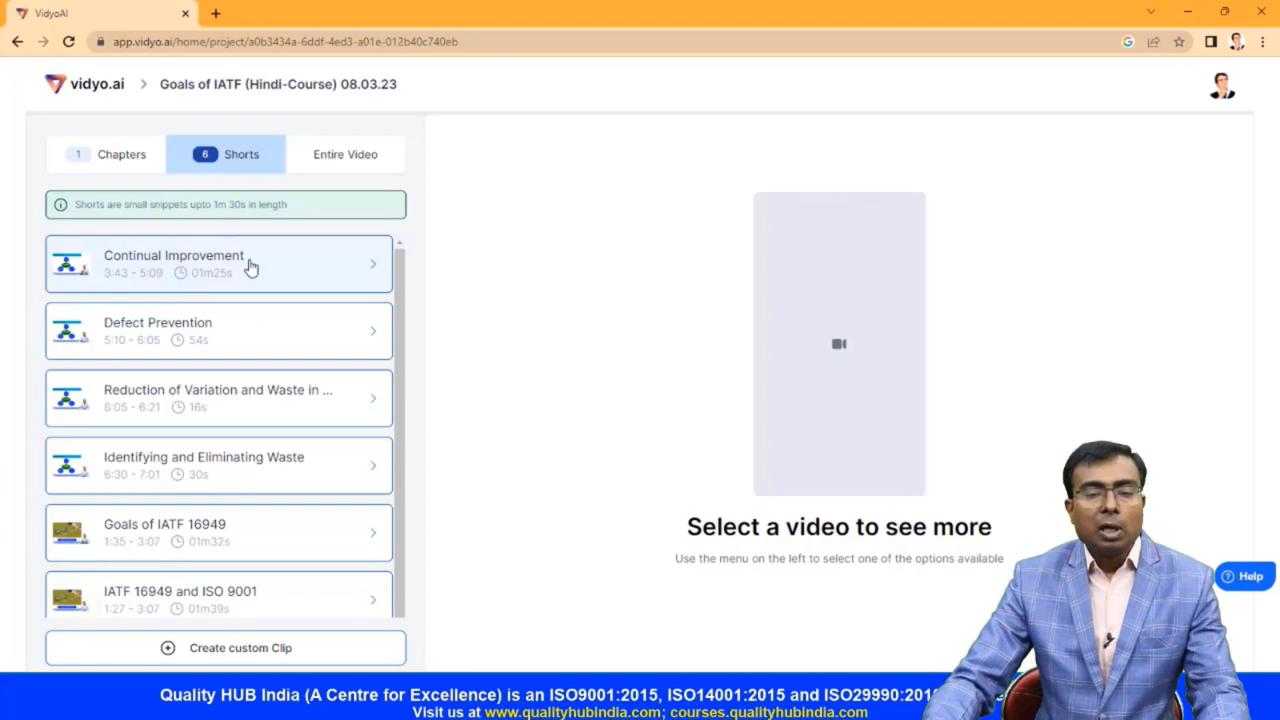 VidyoAI
app.vidyo.ai/home/project/a0b3434a-6ddf-4ed3-a01e-012b40c740eb
vidyo.ai > Goals of IATF (Hindi-Course) 08.03.23
1 Chapters
6 Shorts
Entire Video
Shorts are small snippets upto 1m 30s in length
Continual Improvement
3:43 - 5:09 01m25s
Defect Prevention
5:10 - 6:05 54s
Reduction of Variation and Waste in ...
6:05 - 6:21 16s
Identifying and Eliminating Waste
6:30 - 7:01 30s
Goals of IATF 16949
1:35 - 3:07 01m32s
IATF 16949 and ISO 9001
1:27 - 3:07 01m39s
Create custom Clip
Select a video to see more
Use the menu on the left to select one of the options available
Help
Quality HUB India (A Centre for Excellence) is an ISO9001:2015, ISO14001:2015 and ISO29990:201
Visit us at www.qualityhubindia.com; courses.qualityhubindia.com